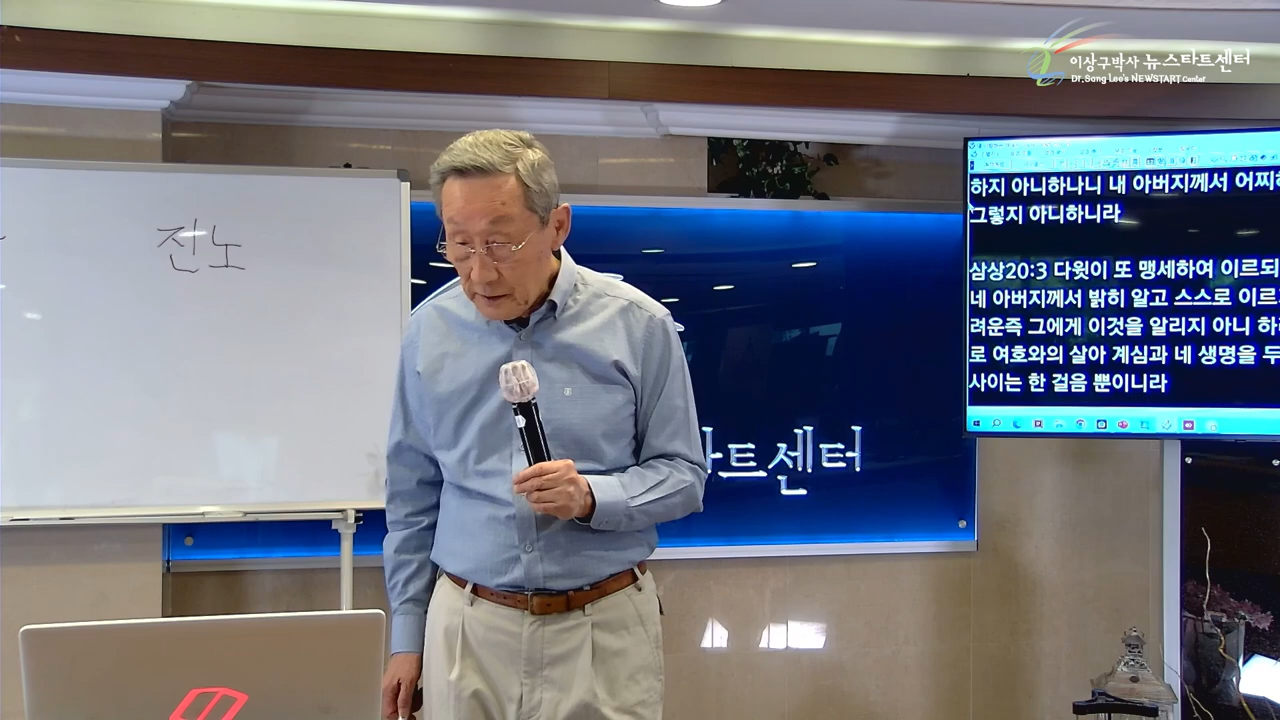 이상구박사 뉴스타트센터
Dr. Sang Lee's NEWSTART Center
진노
하지 아니하나니 내 아버지께서 어찌하
그렇지 아니하니라
삼상20:3 다윗이 또 맹세하여 이르되
네 아버지께서 밝히 알고 스스로 이르
려운즉 그에게 이것을 알리지 아니 하
로 여호와의 살아 계심과 네 생명을 두
사이는 한 걸음 뿐이니라
타트센터